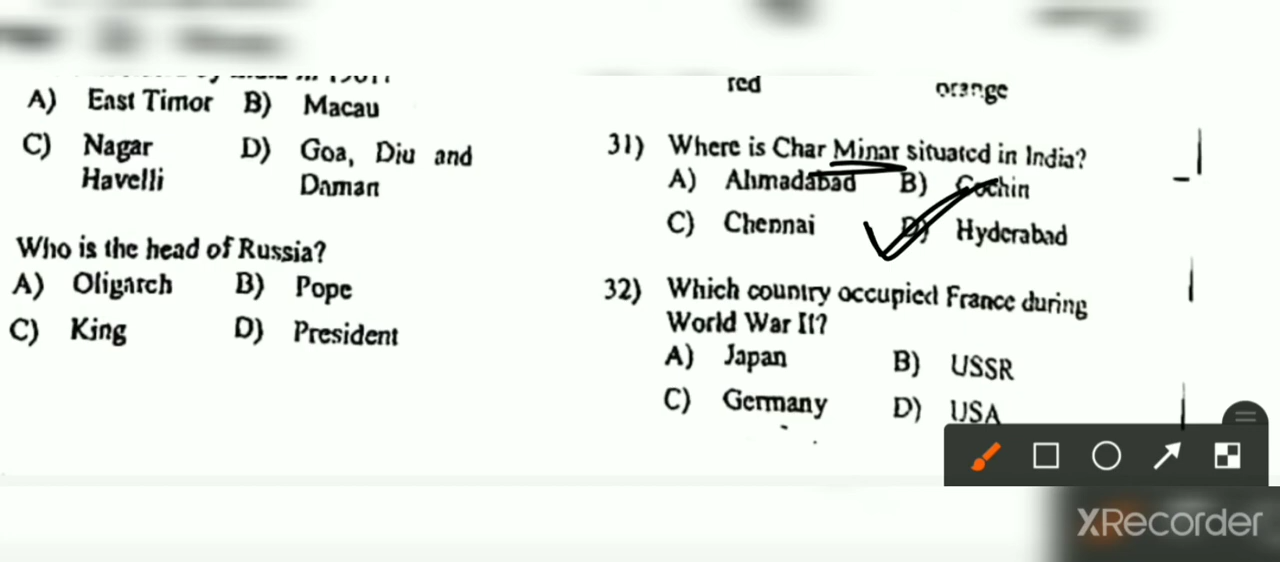 A) East Timor B) Macau
C) Nagar Havelli D) Goa, Diu and Daman
Who is the head of Russia?
A) Oligarch B) Pope
C) King D) President
red orange
31) Where is Char Minar situated in India?
A) Ahmadabad B) Cochin
C) Chennai D) Hyderabad
32) Which country occupied France during
World War II?
A) Japan B) USSR
C) Germany D) USA
XRecorder